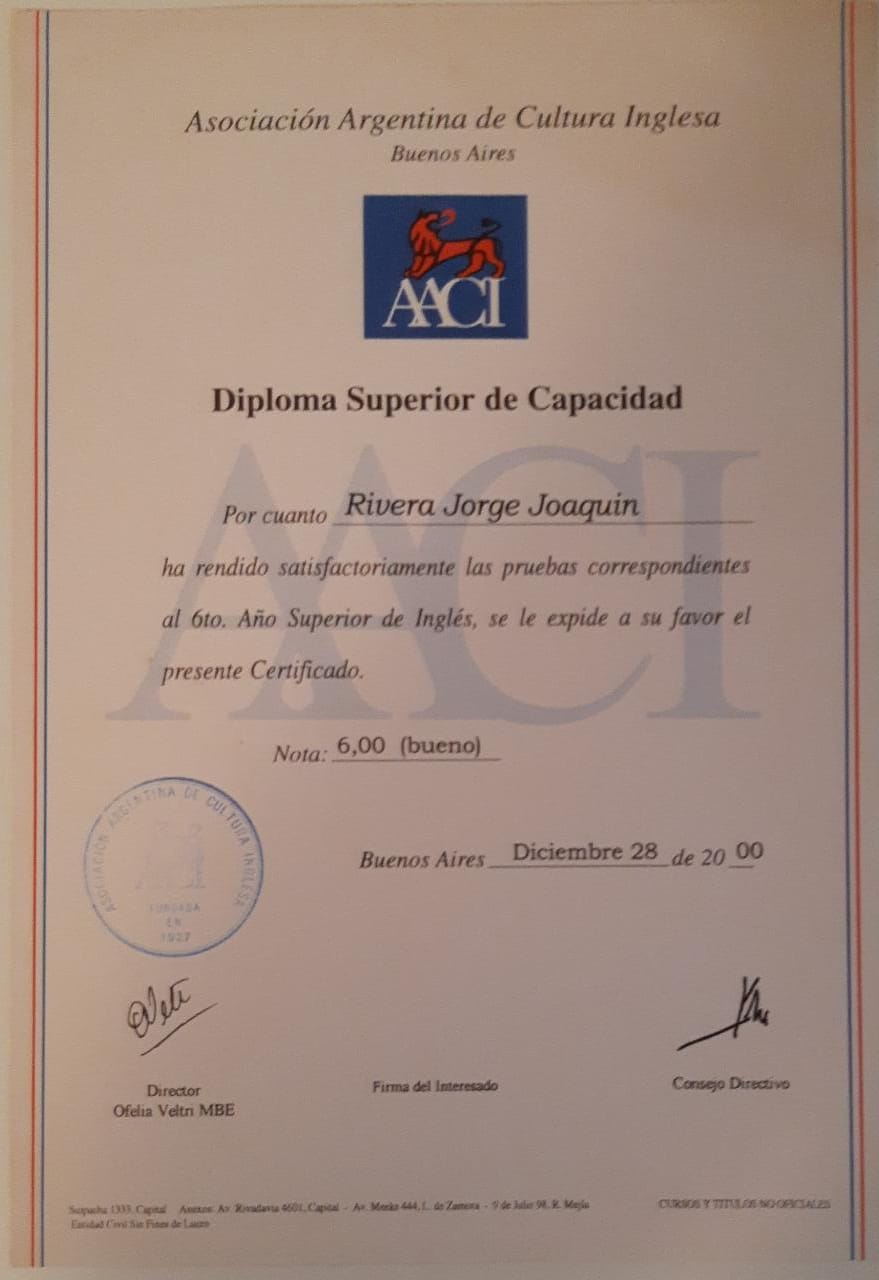 Asociación Argentina de Cultura Inglesa
Buenos Aires
AACI
Diploma Superior de Capacidad
AACI
Por cuanto Rivera Jorge Joaquin
ha rendido satisfactoriamente las pruebas correspondientes
al 6to. Año Superior de Inglés, se le expide a su favor el
presente Certificado.
Nota: 6,00 (bueno)
ASOCIACIÓN ARGENTINA DE CULTURA INGLESA
FUNDADA
EN
1927
Buenos Aires Diciembre 28 de 20 00
Director
Ofelia Veltri MBE
Firma del Interesado
Consejo Directivo
Suipacha 1333, Capital Anexos: Av. Rivadavia 4601, Capital - Av. Meeks 444, L. de Zamora - 9 de Julio 98, R. Mejía
Entidad Civil Sin Fines de Lucro
CURSOS Y TITULOS NO OFICIALES